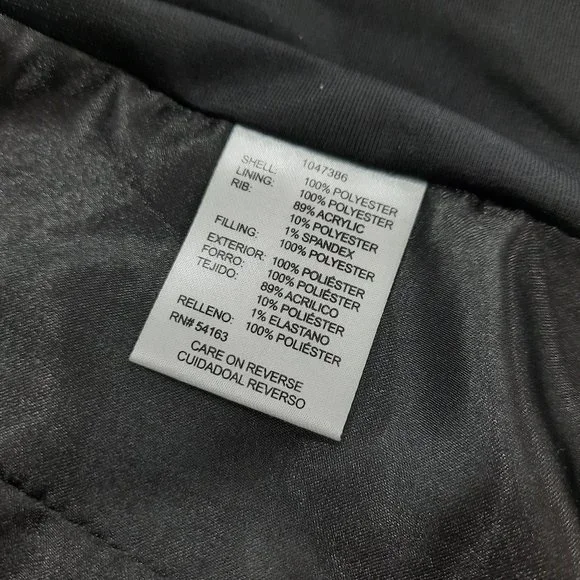 1047386
SHELL: 100% POLYESTER
LINING: 100% POLYESTER
RIB: 89% ACRYLIC
10% POLYESTER
1% SPANDEX
FILLING: 100% POLYESTER
EXTERIOR: 100% POLIÉSTER
FORRO: 100% POLIÉSTER
TEJIDO: 89% ACRILICO
10% POLIÉSTER
1% ELASTANO
RELLENO: 100% POLIÉSTER
RN# 54163
CARE ON REVERSE
CUIDADOAL REVERSO